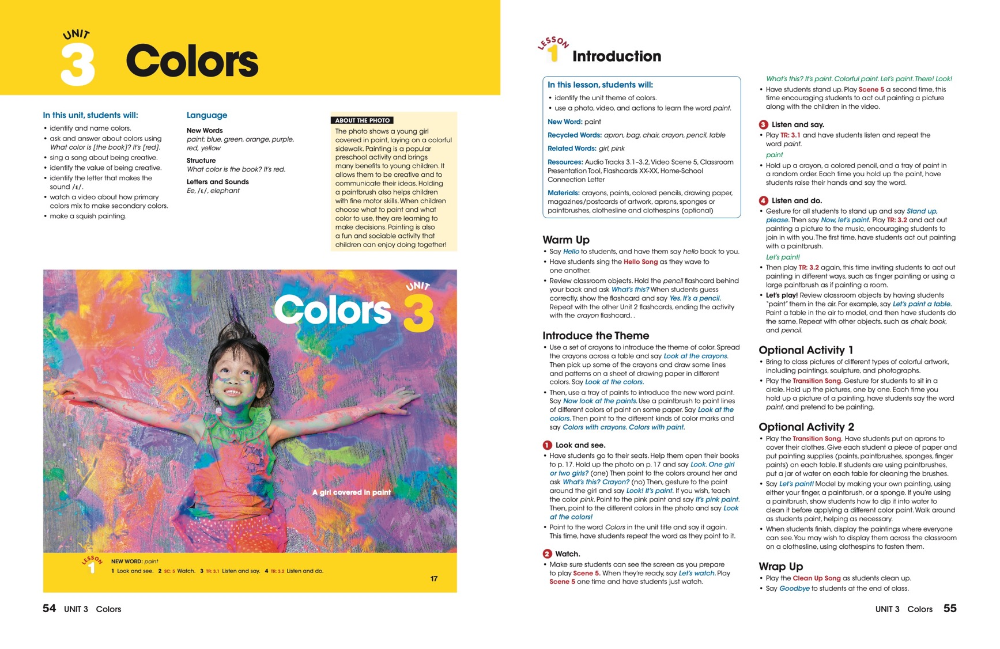 UNIT
3 Colors
In this unit, students will:
• identify and name colors.
• ask and answer about colors using
What color is [the book]? It's [red].
• sing a song about being creative.
• identify the value of being creative.
• identify the letter that makes the
sound /ɛ/.
• watch a video about how primary
colors mix to make secondary colors.
• make a squish painting.
Language
New Words
paint; blue, green, orange, purple,
red, yellow
Structure
What color is the book? It's red.
Letters and Sounds
Ee, /ɛ/, elephant
ABOUT THE PHOTO
The photo shows a young girl
covered in paint, laying on a colorful
sidewalk. Painting is a popular
preschool activity and brings
many benefits to young children. It
allows them to be creative and to
communicate their ideas. Holding
a paintbrush also helps children
with fine motor skills. When children
choose what to paint and what
color to use, they are learning to
make decisions. Painting is also
a fun and sociable activity that
children can enjoy doing together!
UNIT
Colors 3
A girl covered in paint
LESSON
1
NEW WORD: paint
1 Look and see. 2 SC: 5 Watch. 3 TR: 3.1 Listen and say. 4 TR: 3.2 Listen and do.
17
54 UNIT 3 Colors
LESSON
1 Introduction
In this lesson, students will:
• identify the unit theme of colors.
• use a photo, video, and actions to learn the word paint.
New Word: paint
Recycled Words: apron, bag, chair, crayon, pencil, table
Related Words: girl, pink
Resources: Audio Tracks 3.1–3.2, Video Scene 5, Classroom
Presentation Tool, Flashcards XX-XX, Home-School
Connection Letter
Materials: crayons, paints, colored pencils, drawing paper,
magazines/postcards of artwork, aprons, sponges or
paintbrushes, clothesline and clothespins (optional)
Warm Up
• Say Hello to students, and have them say hello back to you.
• Have students sing the Hello Song as they wave to
one another.
• Review classroom objects. Hold the pencil flashcard behind
your back and ask What's this? When students guess
correctly, show the flashcard and say Yes. It's a pencil.
Repeat with the other Unit 2 flashcards, ending the activity
with the crayon flashcard. .
Introduce the Theme
• Use a set of crayons to introduce the theme of color. Spread
the crayons across a table and say Look at the crayons.
Then pick up some of the crayons and draw some lines
and patterns on a sheet of drawing paper in different
colors. Say Look at the colors.
• Then, use a tray of paints to introduce the new word paint.
Say Now look at the paints. Use a paintbrush to paint lines
of different colors of paint on some paper. Say Look at the
colors. Then point to the different kinds of color marks and
say Colors with crayons. Colors with paint.
1 Look and see.
• Have students go to their seats. Help them open their books
to p. 17. Hold up the photo on p. 17 and say Look. One girl
or two girls? (one) Then point to the colors around her and
ask What's this? Crayon? (no) Then, gesture to the paint
around the girl and say Look! It's paint. If you wish, teach
the color pink. Point to the pink paint and say It's pink paint.
Then, point to the different colors in the photo and say Look
at the colors!
• Point to the word Colors in the unit title and say it again.
This time, have students repeat the word as they point to it.
2 Watch.
• Make sure students can see the screen as you prepare
to play Scene 5. When they're ready, say Let's watch. Play
Scene 5 one time and have students just watch.
What's this? It's paint. Colorful paint. Let's paint. There! Look!
• Have students stand up. Play Scene 5 a second time, this
time encouraging students to act out painting a picture
along with the children in the video.
3 Listen and say.
• Play TR: 3.1 and have students listen and repeat the
word paint.
paint
• Hold up a crayon, a colored pencil, and a tray of paint in
a random order. Each time you hold up the paint, have
students raise their hands and say the word.
4 Listen and do.
• Gesture for all students to stand up and say Stand up,
please. Then say Now, let's paint. Play TR: 3.2 and act out
painting a picture to the music, encouraging students to
join in with you. The first time, have students act out painting
with a paintbrush.
Let's paint!
• Then play TR: 3.2 again, this time inviting students to act out
painting in different ways, such as finger painting or using a
large paintbrush as if painting a room.
• Let's play! Review classroom objects by having students
"paint" them in the air. For example, say Let's paint a table.
Paint a table in the air to model, and then have students do
the same. Repeat with other objects, such as chair, book,
and pencil.
Optional Activity 1
• Bring to class pictures of different types of colorful artwork,
including paintings, sculpture, and photographs.
• Play the Transition Song. Gesture for students to sit in a
circle. Hold up the pictures, one by one. Each time you
hold up a picture of a painting, have students say the word
paint, and pretend to be painting.
Optional Activity 2
• Play the Transition Song. Have students put on aprons to
cover their clothes. Give each student a piece of paper and
put painting supplies (paints, paintbrushes, sponges, finger
paints) on each table. If students are using paintbrushes,
put a jar of water on each table for cleaning the brushes.
• Say Let's paint! Model by making your own painting, using
either your finger, a paintbrush, or a sponge. If you're using
a paintbrush, show students how to dip it into water to
clean it before applying a different color paint. Walk around
as students paint, helping as necessary.
• When students finish, display the paintings where everyone
can see. You may wish to display them across the classroom
on a clothesline, using clothespins to fasten them.
Wrap Up
• Play the Clean Up Song as students clean up.
• Say Goodbye to students at the end of class.
UNIT 3 Colors 55